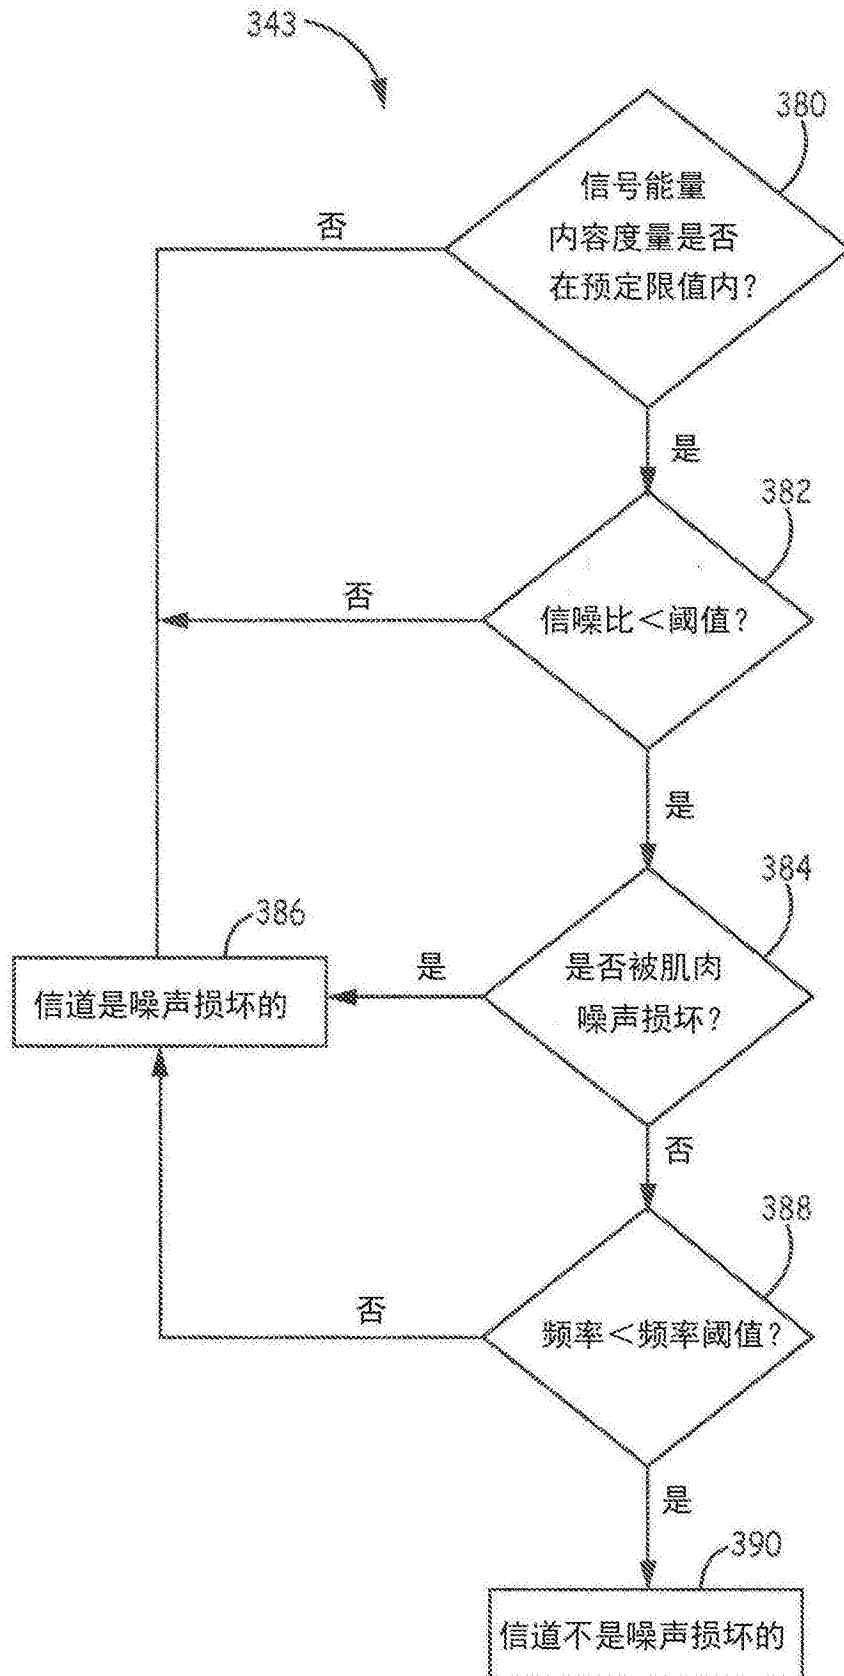 343
380
信号能量
内容度量是否
在预定限值内?
否
是
382
信噪比<阈值?
否
是
384
386
是否被肌肉
噪声损坏?
是
信道是噪声损坏的
否
388
频率<频率阈值?
否
是
390
信道不是噪声损坏的